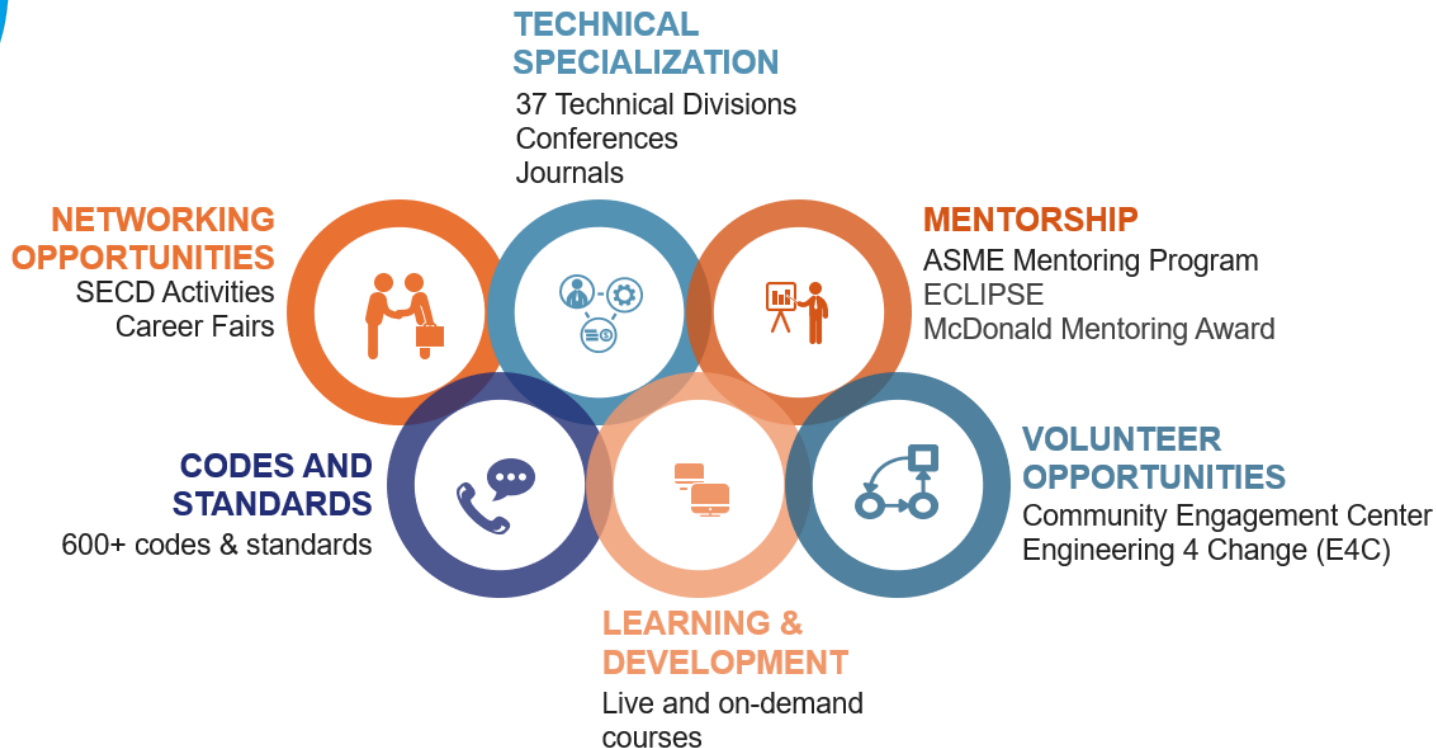 TECHNICAL
SPECIALIZATION
37 Technical Divisions
Conferences
Journals
NETWORKING
OPPORTUNITIES
SECD Activities
Career Fairs
MENTORSHIP
ASME Mentoring Program
ECLIPSE
McDonald Mentoring Award
CODES AND
STANDARDS
600+ codes & standards
VOLUNTEER
OPPORTUNITIES
Community Engagement Center
Engineering 4 Change (E4C)
LEARNING &
DEVELOPMENT
Live and on-demand
courses